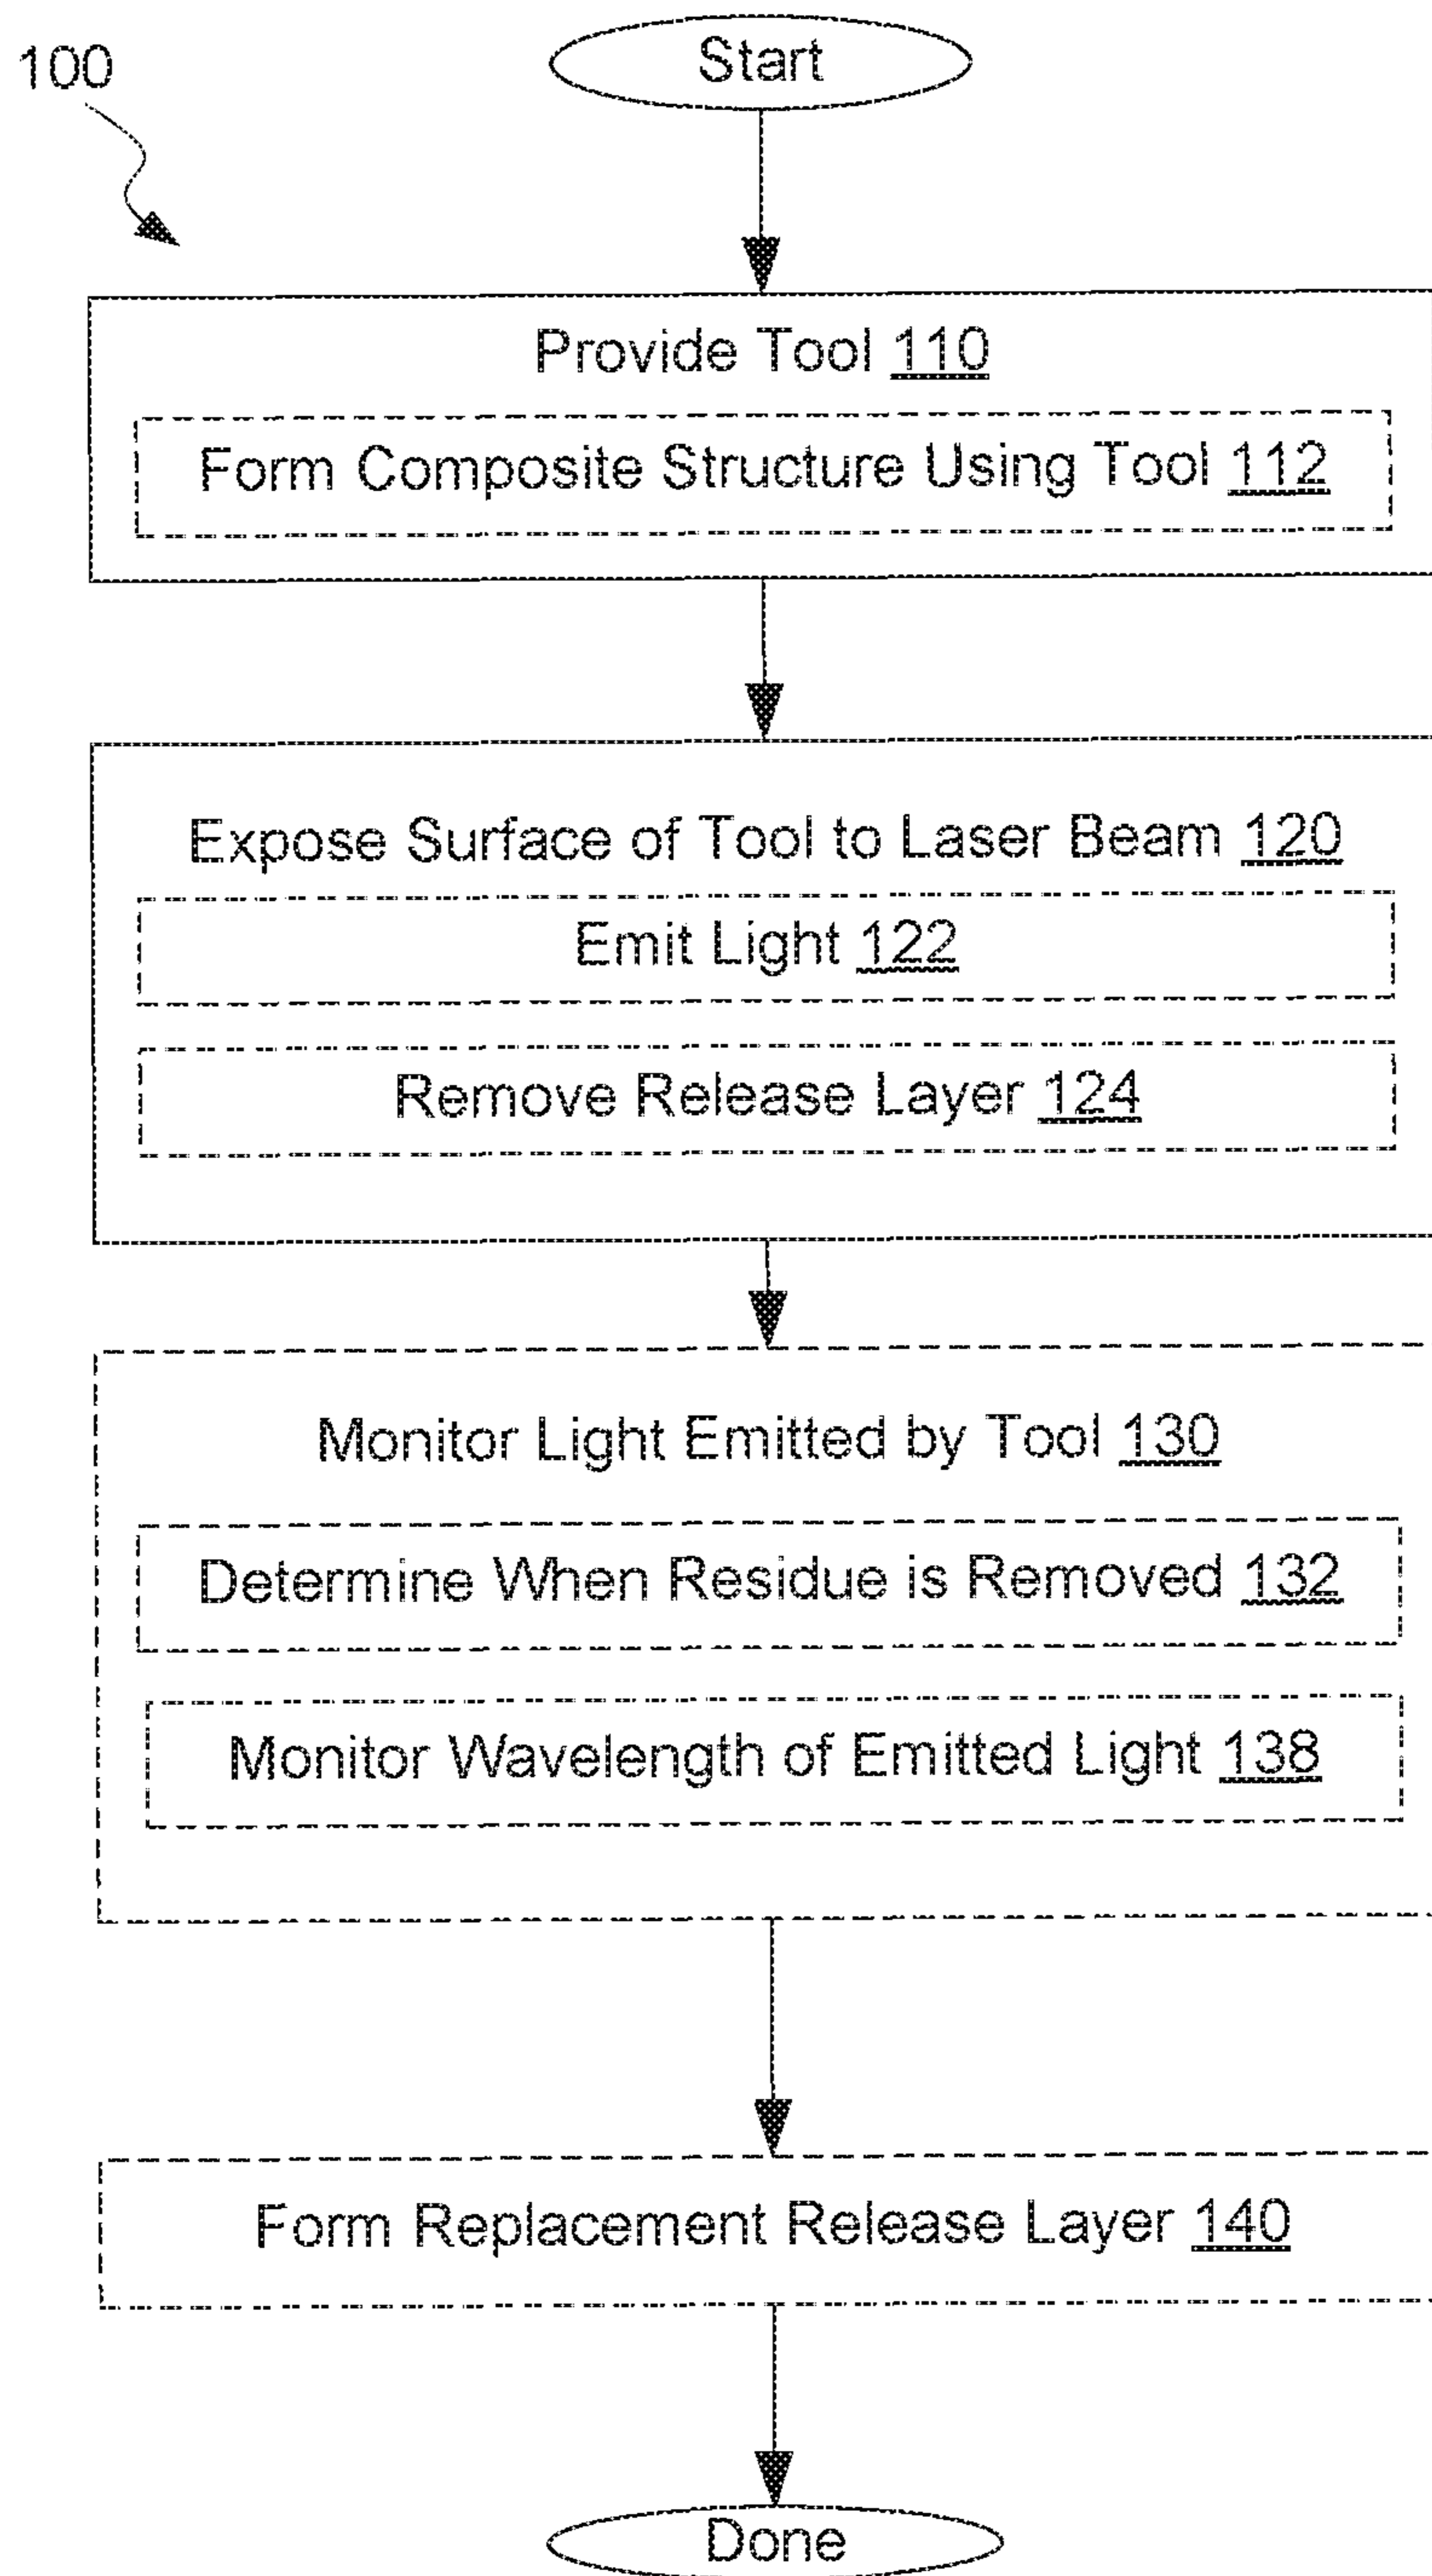 100
Start
Provide Tool 110
Form Composite Structure Using Tool 112
Expose Surface of Tool to Laser Beam 120
Emit Light 122
Remove Release Layer 124
Monitor Light Emitted by Tool 130
Determine When Residue is Removed 132
Monitor Wavelength of Emitted Light 138
Form Replacement Release Layer 140
Done